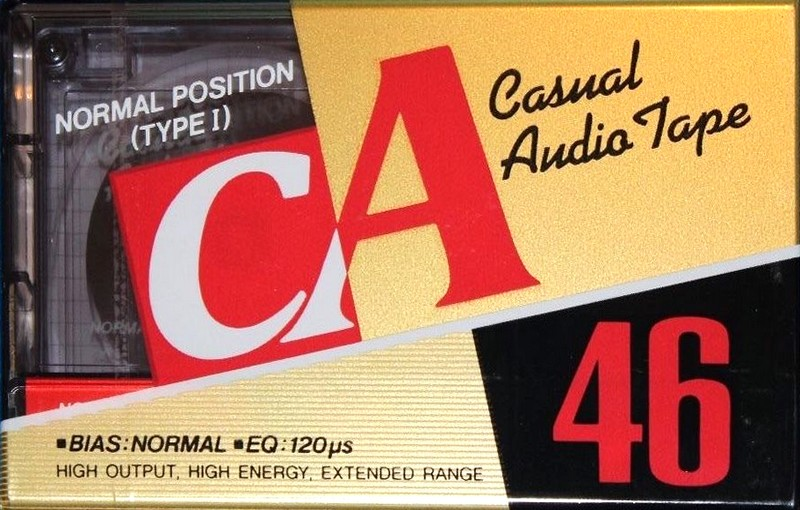 NORMAL POSITION
(TYPE I)
CA
Casual
Audio Tape
46
▪BIAS:NORMAL ▪EQ:120μs
HIGH OUTPUT, HIGH ENERGY, EXTENDED RANGE